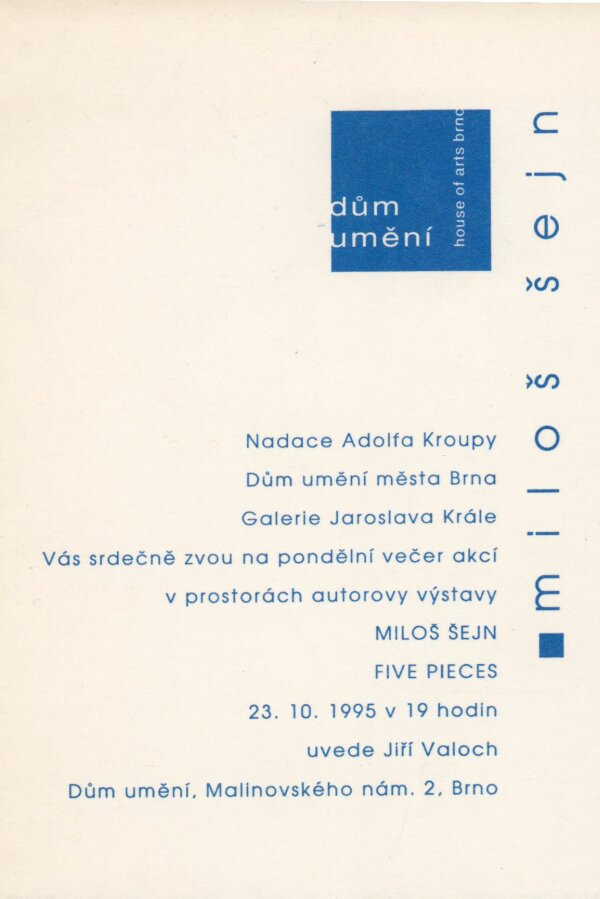 dům
umění
house of arts brno
miloš šejn
Nadace Adolfa Kroupy
Dům umění města Brna
Galerie Jaroslava Krále
Vás srdečně zvou na pondělní večer akcí
v prostorách autorovy výstavy
MILOŠ ŠEJN
FIVE PIECES
23. 10. 1995 v 19 hodin
uvede Jiří Valoch
Dům umění, Malinovského nám. 2, Brno